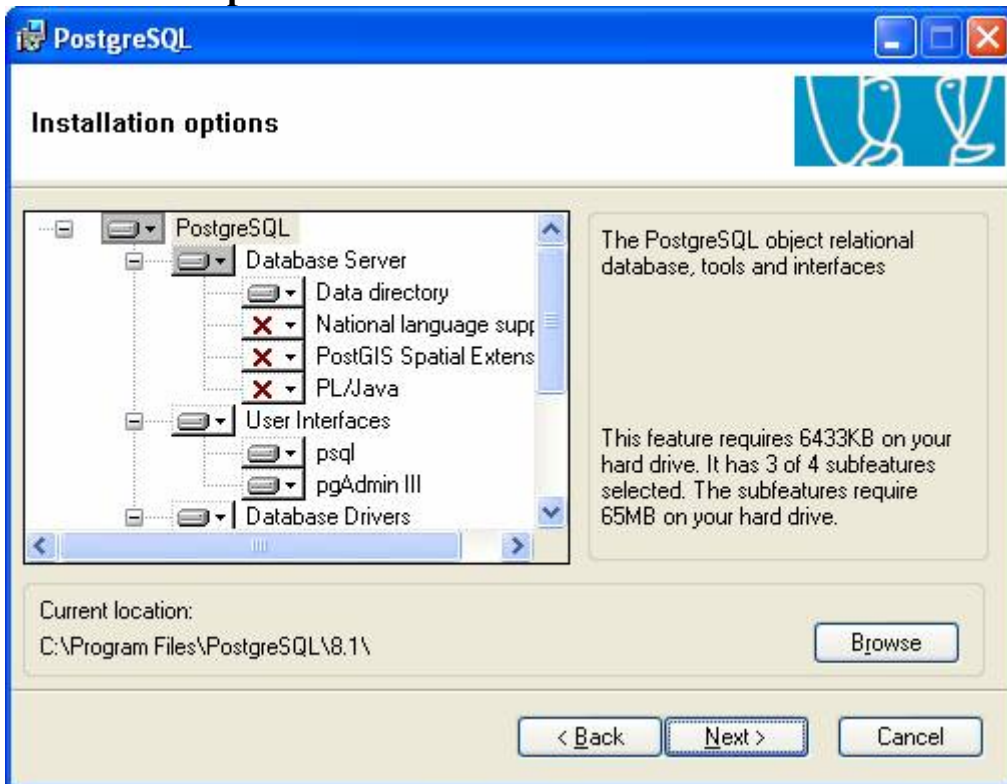 PostgreSQL
Installation options
PostgreSQL
Database Server
Data directory
National language supp
PostGIS Spatial Extens
PL/Java
User Interfaces
psql
pgAdmin III
Database Drivers
The PostgreSQL object relational
database, tools and interfaces
This feature requires 6433KB on your
hard drive. It has 3 of 4 subfeatures
selected. The subfeatures require
65MB on your hard drive.
Current location:
C:\Program Files\PostgreSQL\8.1\
Browse
< Back
Next >
Cancel